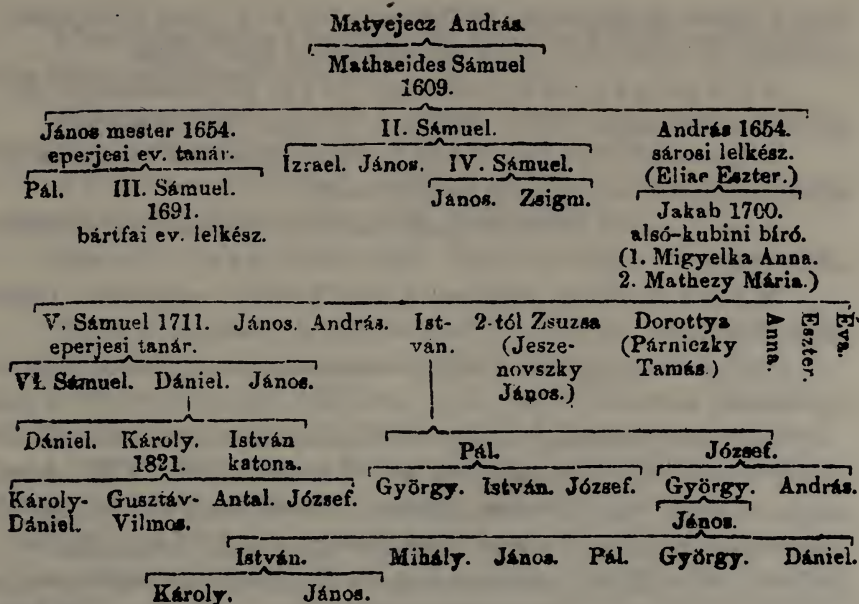 Matyejecz András
Mathaeides Sámuel
1609.
János mester 1654. II. Sámuel. András 1654.
eperjesi ev. tanár. Izrael. János. IV. Sámuel. sárosi lelkész.
Pál. III. Sámuel. János. Zsigm. (Eliae Eszter.)
1691. Jakab 1700.
bártfai ev. lelkész. alsó-kubini bíró.
(1. Migyelka Anna.
2. Mathezy Mária.)
V. Sámuel 1711. János. András. Ist- 2-tól Zsuzsa Dorottya Anna. Eszter. Éva.
eperjesi tanár. ván. (Jesze- (Párniczky
novszky Tamás.)
VI. Sámuel. Dániel. János. János.)
Dániel. Károly. István
1821. katona. Pál. József.
Károly- Gusztáv- Antal. József. György. István. József. György. András.
Dániel. Vilmos. János.
István. Mihály. János. Pál. György. Dániel.
Károly. János.